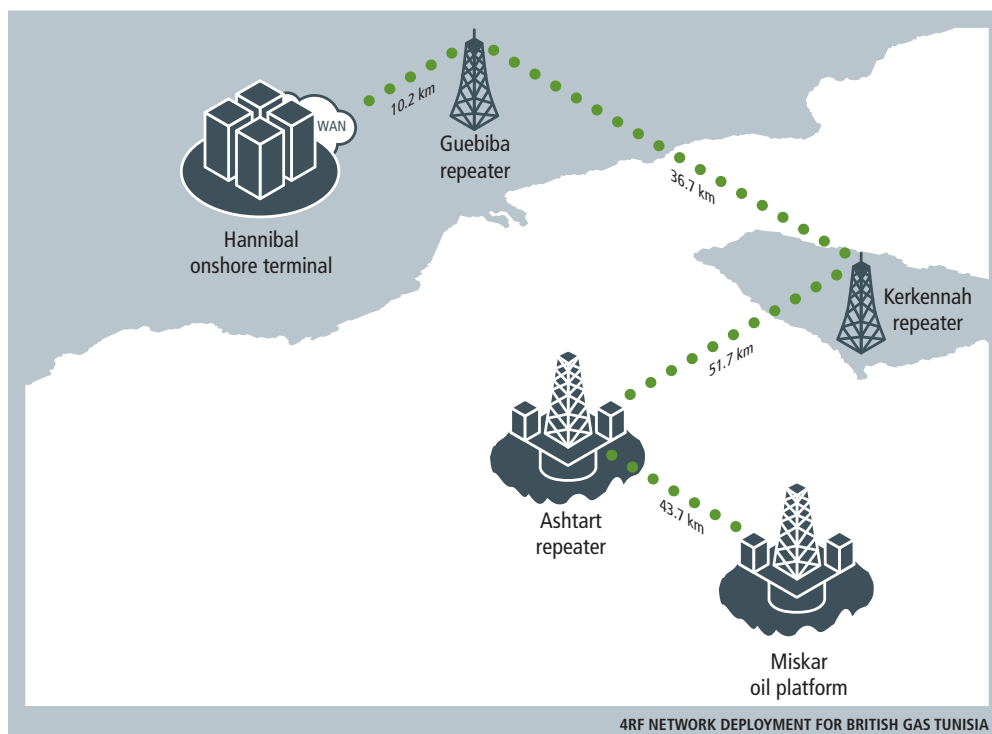 WAN
10.2 km
Guebiba
repeater
36.7 km
Hannibal
onshore terminal
Kerkennah
repeater
51.7 km
Ashtart
repeater
43.7 km
Miskar
oil platform
4RF NETWORK DEPLOYMENT FOR BRITISH GAS TUNISIA